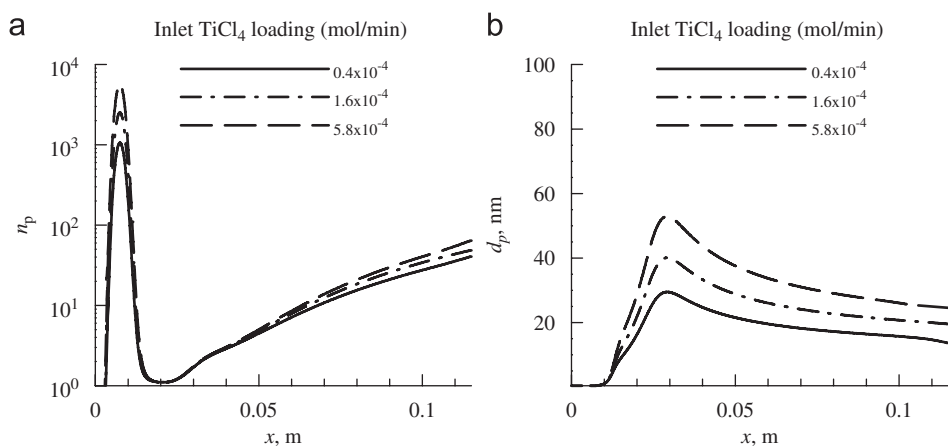 a
Inlet TiCl₄ loading (mol/min)
0.4x10⁻⁴
1.6x10⁻⁴
5.8x10⁻⁴
10⁴
10³
10²
10¹
10⁰
nₚ
0
0.05
0.1
x, m
b
Inlet TiCl₄ loading (mol/min)
0.4x10⁻⁴
1.6x10⁻⁴
5.8x10⁻⁴
100
80
60
40
20
dₚ, nm
0
0.05
0.1
x, m